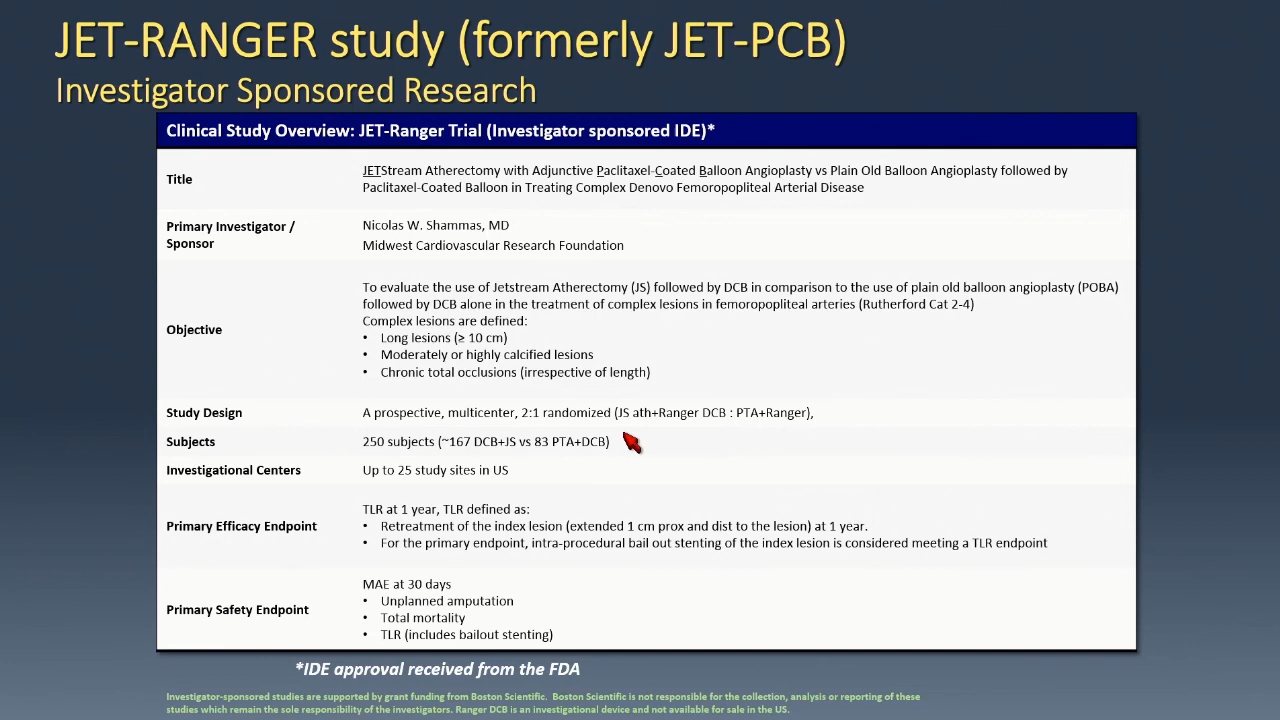 JET-RANGER study (formerly JET-PCB)
Investigator Sponsored Research
Clinical Study Overview: JET-Ranger Trial (Investigator sponsored IDE)*
Title
JETStream Atherectomy with Adjunctive Paclitaxel-Coated Balloon Angioplasty vs Plain Old Balloon Angioplasty followed by
Paclitaxel-Coated Balloon in Treating Complex Denovo Femoropopliteal Arterial Disease
Primary Investigator /
Sponsor
Nicolas W. Shammas, MD
Midwest Cardiovascular Research Foundation
Objective
To evaluate the use of Jetstream Atherectomy (JS) followed by DCB in comparison to the use of plain old balloon angioplasty (POBA)
followed by DCB alone in the treatment of complex lesions in femoropopliteal arteries (Rutherford Cat 2-4)
Complex lesions are defined:
• Long lesions (≥ 10 cm)
• Moderately or highly calcified lesions
• Chronic total occlusions (irrespective of length)
Study Design
A prospective, multicenter, 2:1 randomized (JS ath+Ranger DCB : PTA+Ranger),
Subjects
250 subjects (~167 DCB+JS vs 83 PTA+DCB)
Investigational Centers
Up to 25 study sites in US
Primary Efficacy Endpoint
TLR at 1 year, TLR defined as:
• Retreatment of the index lesion (extended 1 cm prox and dist to the lesion) at 1 year.
• For the primary endpoint, intra-procedural bail out stenting of the index lesion is considered meeting a TLR endpoint
Primary Safety Endpoint
MAE at 30 days
• Unplanned amputation
• Total mortality
• TLR (includes bailout stenting)
*IDE approval received from the FDA
Investigator-sponsored studies are supported by grant funding from Boston Scientific. Boston Scientific is not responsible for the collection, analysis or reporting of these
studies which remain the sole responsibility of the investigators. Ranger DCB is an investigational device and not available for sale in the US.